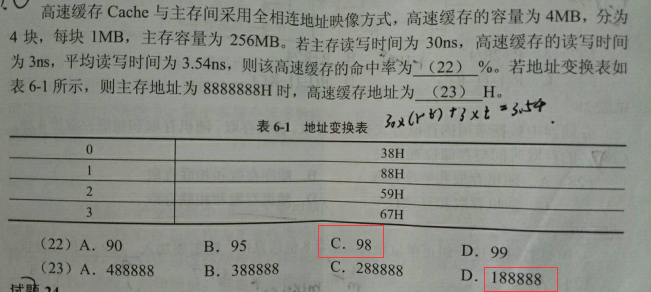 高速缓存 Cache 与主存间采用全相连地址映像方式，高速缓存的容量为 4MB，分为
4 块，每块 1MB，主存容量为 256MB。若主存读写时间为 30ns，高速缓存的读写时间
为 3ns，平均读写时间为 3.54ns，则该高速缓存的命中率为 （22） %。若地址变换表如
表 6-1 所示，则主存地址为 8888888H 时，高速缓存地址为 （23） H。
30×(1-t)+3×t=3.54.
表 6-1 地址变换表
0 38H
1 88H
2 59H
3 67H
（22）A．90 B．95 C．98 D．99
（23）A．488888 B．388888 C．288888 D．188888
试题 24